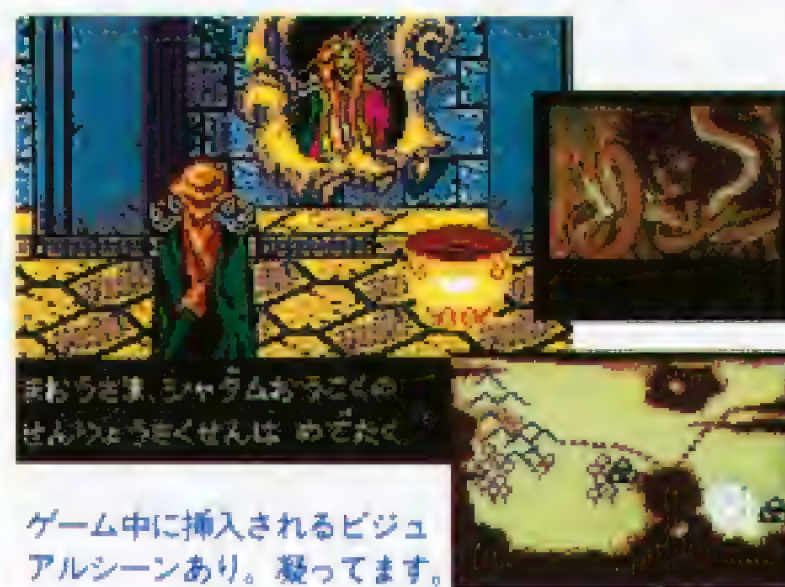 まおうさま、シャダムおうこくの
せんりょうさくせんは めでたく
ゲーム中に挿入されるビジュ
アルシーンあり。凝ってます。